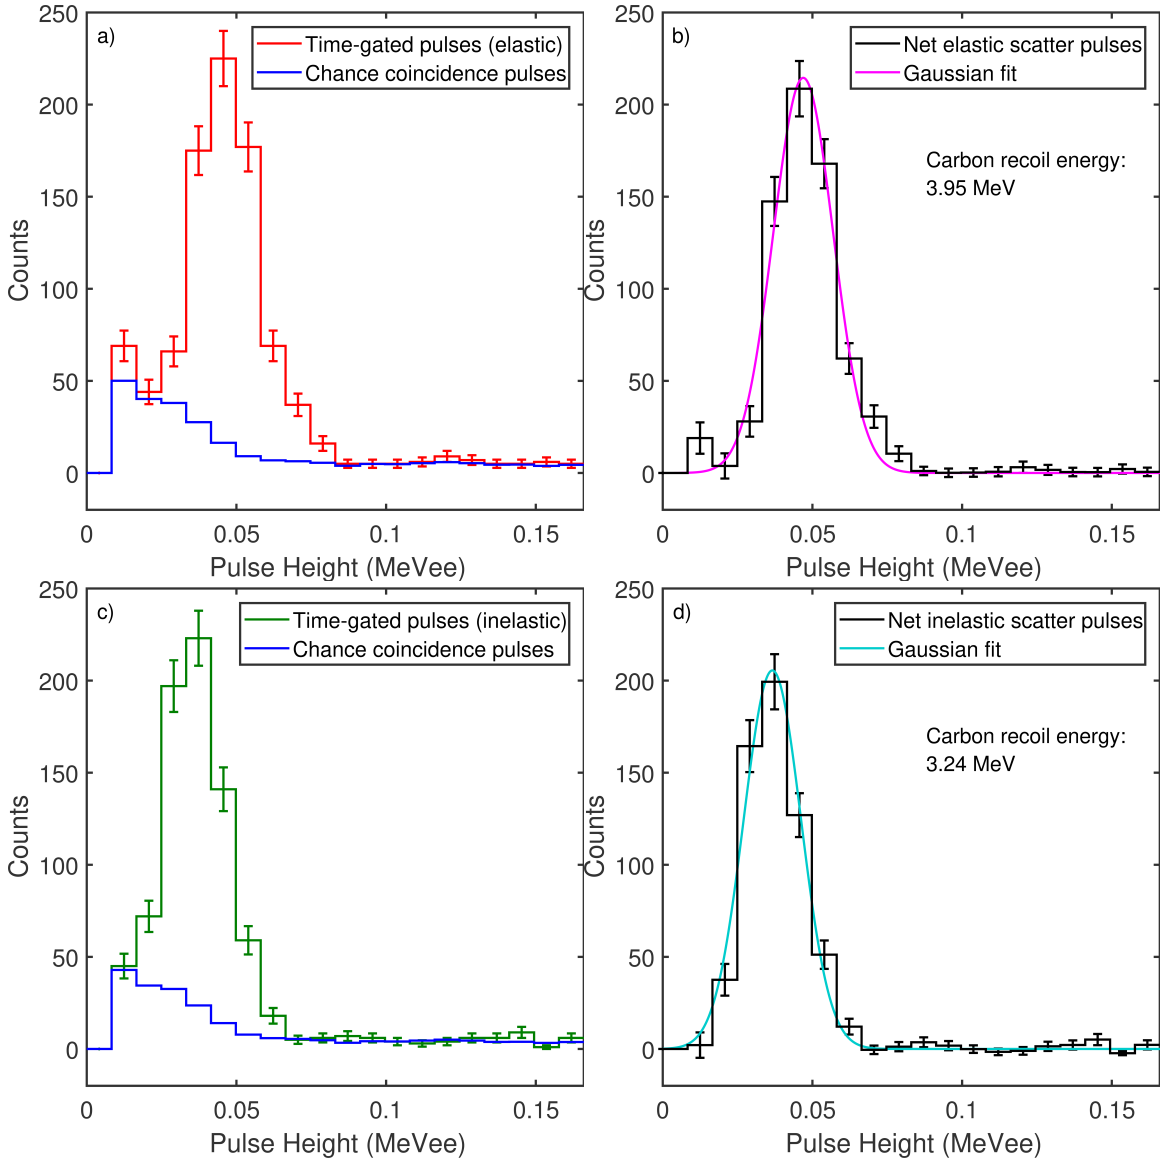 a)
Time-gated pulses (elastic)
Chance coincidence pulses
250
200
150
100
50
0
Counts
0
0.05
0.1
0.15
Pulse Height (MeVee)
b)
Net elastic scatter pulses
Gaussian fit
Carbon recoil energy:
3.95 MeV
250
200
150
100
50
0
Counts
0
0.05
0.1
0.15
Pulse Height (MeVee)
c)
Time-gated pulses (inelastic)
Chance coincidence pulses
250
200
150
100
50
0
Counts
0
0.05
0.1
0.15
Pulse Height (MeVee)
d)
Net inelastic scatter pulses
Gaussian fit
Carbon recoil energy:
3.24 MeV
250
200
150
100
50
0
Counts
0
0.05
0.1
0.15
Pulse Height (MeVee)